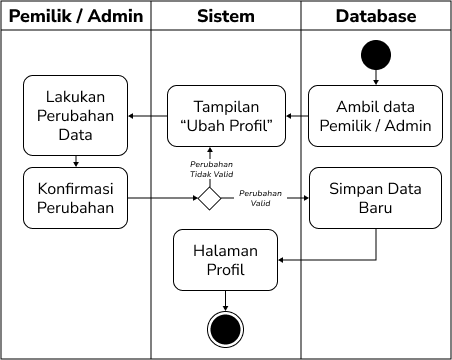 Pemilik / Admin
Sistem
Database
Lakukan
Perubahan
Data
Tampilan
“Ubah Profil”
Ambil data
Pemilik / Admin
Perubahan
Tidak Valid
Konfirmasi
Perubahan
Perubahan
Valid
Simpan Data
Baru
Halaman
Profil